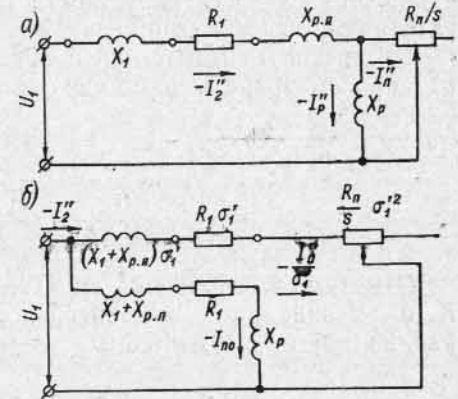 а)
X₁
R₁
Xр.я
Rп/s
-I₂"
-Iп"
-Iр"
Xр
U₁
б)
-I₂"
(X₁+Xр.я)
σ₁'
R₁σ₁'
Rп/s σ₁'²
X₁+Xр.п
R₁
-Iпо
Xр
U₁